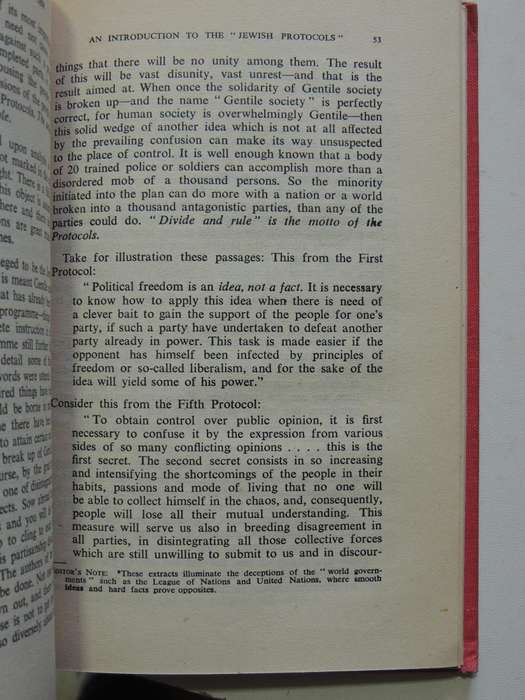 AN INTRODUCTION TO THE "JEWISH PROTOCOLS" 53
things that there will be no unity among them. The result
of this will be vast disunity, vast unrest—and that is the
result aimed at. When once the solidarity of Gentile society
is broken up—and the name "Gentile society" is perfectly
correct, for human society is overwhelmingly Gentile—then
this solid wedge of another idea which is not at all affected
by the prevailing confusion can make its way unsuspected
to the place of control. It is well enough known that a body
of 20 trained police or soldiers can accomplish more than a
disordered mob of a thousand persons. So the minority
initiated into the plan can do more with a nation or a world
broken into a thousand antagonistic parties, than any of the
parties could do. "Divide and rule" is the motto of the
Protocols.
Take for illustration these passages: This from the First
Protocol:
"Political freedom is an idea, not a fact. It is necessary
to know how to apply this idea when there is need of
a clever bait to gain the support of the people for one's
party, if such a party have undertaken to defeat another
party already in power. This task is made easier if the
opponent has himself been infected by principles of
freedom or so-called liberalism, and for the sake of the
idea will yield some of his power."
Consider this from the Fifth Protocol:
"To obtain control over public opinion, it is first
necessary to confuse it by the expression from various
sides of so many conflicting opinions . . . . this is the
first secret. The second secret consists in so increasing
and intensifying the shortcomings of the people in their
habits, passions and mode of living that no one will
be able to collect himself in the chaos, and, consequently,
people will lose all their mutual understanding. This
measure will serve us also in breeding disagreement in
all parties, in disintegrating all those collective forces
which are still unwilling to submit to us and in discour-
NOTE: *These extracts illuminate the deceptions of the "world govern-
ments" such as the League of Nations and United Nations, where smooth
ideas and hard facts prove opposites.